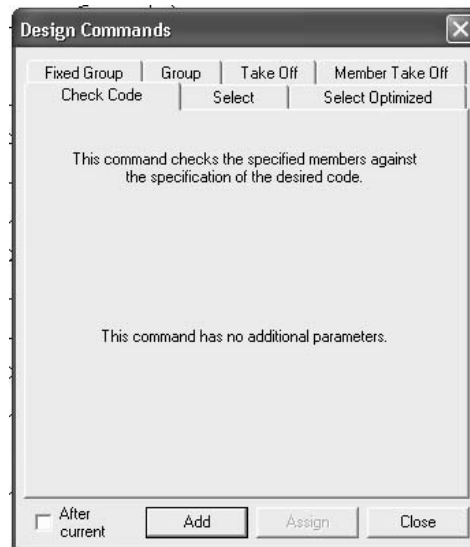 Design Commands
Fixed Group Group Take Off Member Take Off
Check Code Select Select Optimized
This command checks the specified members against
the specification of the desired code.
This command has no additional parameters.
After
current
Add Assign Close